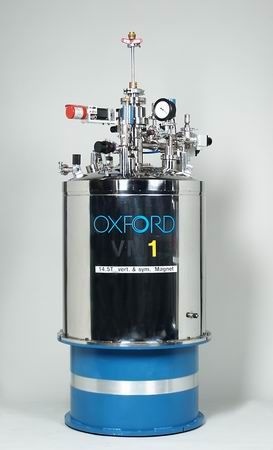 OXFORD
VM 1
14.5T vert. & sym. Magnet